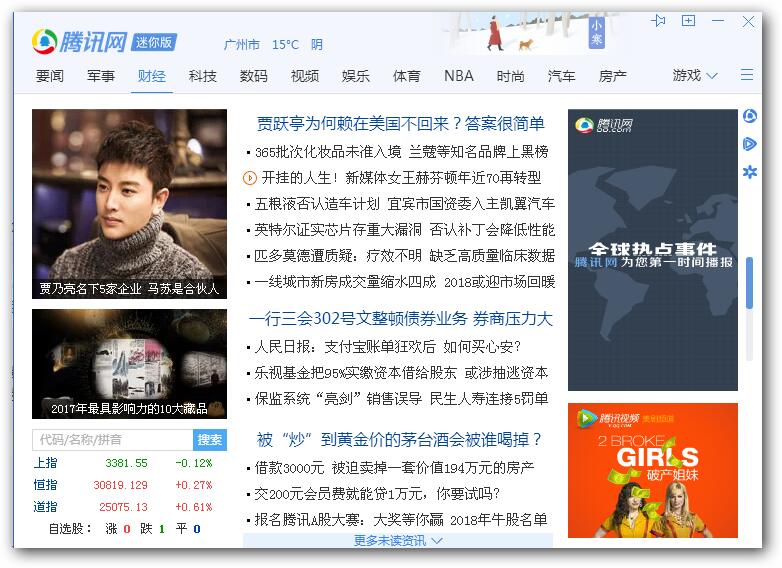 腾讯网 迷你版
广州市 15°C 阴
小寒
要闻 军事 财经 科技 数码 视频 娱乐 体育 NBA 时尚 汽车 房产 游戏
贾乃亮名下5家企业 马苏是合伙人
2017年最具影响力的10大藏品
代码/名称/拼音 搜索
上指 3381.55 -0.12%
恒指 30819.129 +0.27%
道指 25075.13 +0.61%
自选股： 涨 0 跌 1 平 0
贾跃亭为何赖在美国不回来？答案很简单
365批次化妆品未准入境 兰蔻等知名品牌上黑榜
开挂的人生！新媒体女王赫芬顿年近70再转型
五粮液否认造车计划 宜宾市国资委入主凯翼汽车
英特尔证实芯片存重大漏洞 否认补丁会降低性能
匹多莫德遭质疑：疗效不明 缺乏高质量临床数据
一线城市新房成交量缩水四成 2018或迎市场回暖
一行三会302号文整顿债券业务 券商压力大
人民日报：支付宝账单狂欢后 如何买心安？
乐视基金把95%实缴资本借给股东 或涉抽逃资本
保监系统“亮剑”销售误导 民生人寿连接5罚单
被“炒”到黄金价的茅台酒会被谁喝掉？
借款3000元 被迫卖掉一套价值194万元的房产
交200元会员费就能贷1万元，你要试吗？
报名腾讯A股大赛：大奖等你赢 2018年牛股名单
更多未读资讯
腾讯网
QQ.com
全球热点事件
腾讯网 为您第一时间播报
腾讯视频 美剧频道
V.QQ.COM
2 BROKE
GIRLS
破产姐妹